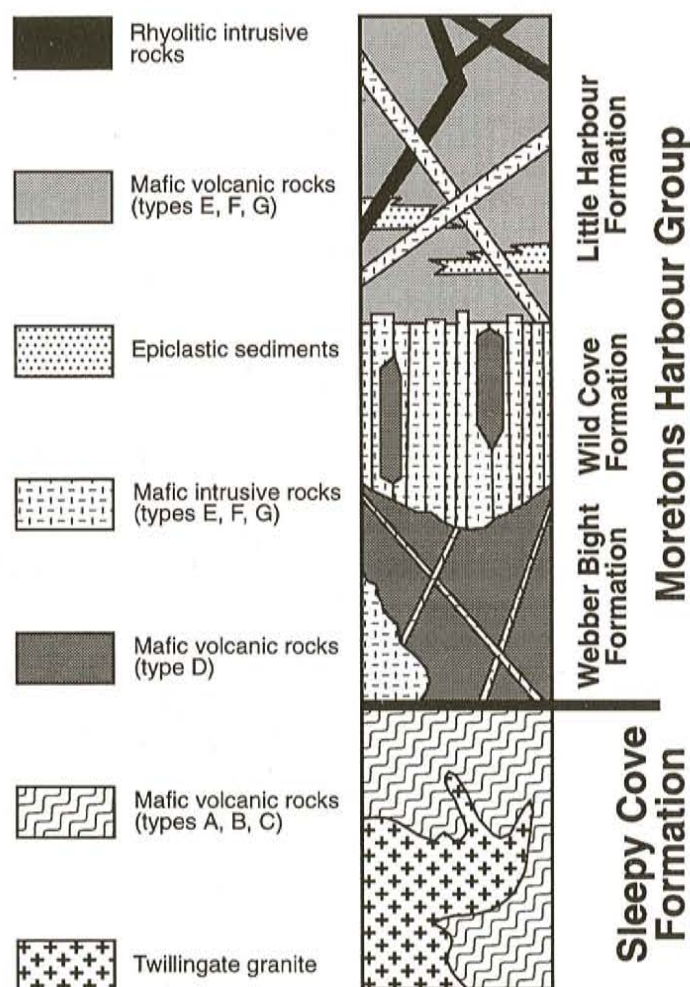 Rhyolitic intrusive
rocks
Mafic volcanic rocks
(types E, F, G)
Epiclastic sediments
Mafic intrusive rocks
(types E, F, G)
Mafic volcanic rocks
(type D)
Mafic volcanic rocks
(types A, B, C)
Twillingate granite
Little Harbour
Formation
Wild Cove
Formation
Webber Bight
Formation
Moretons Harbour Group
Sleepy Cove
Formation